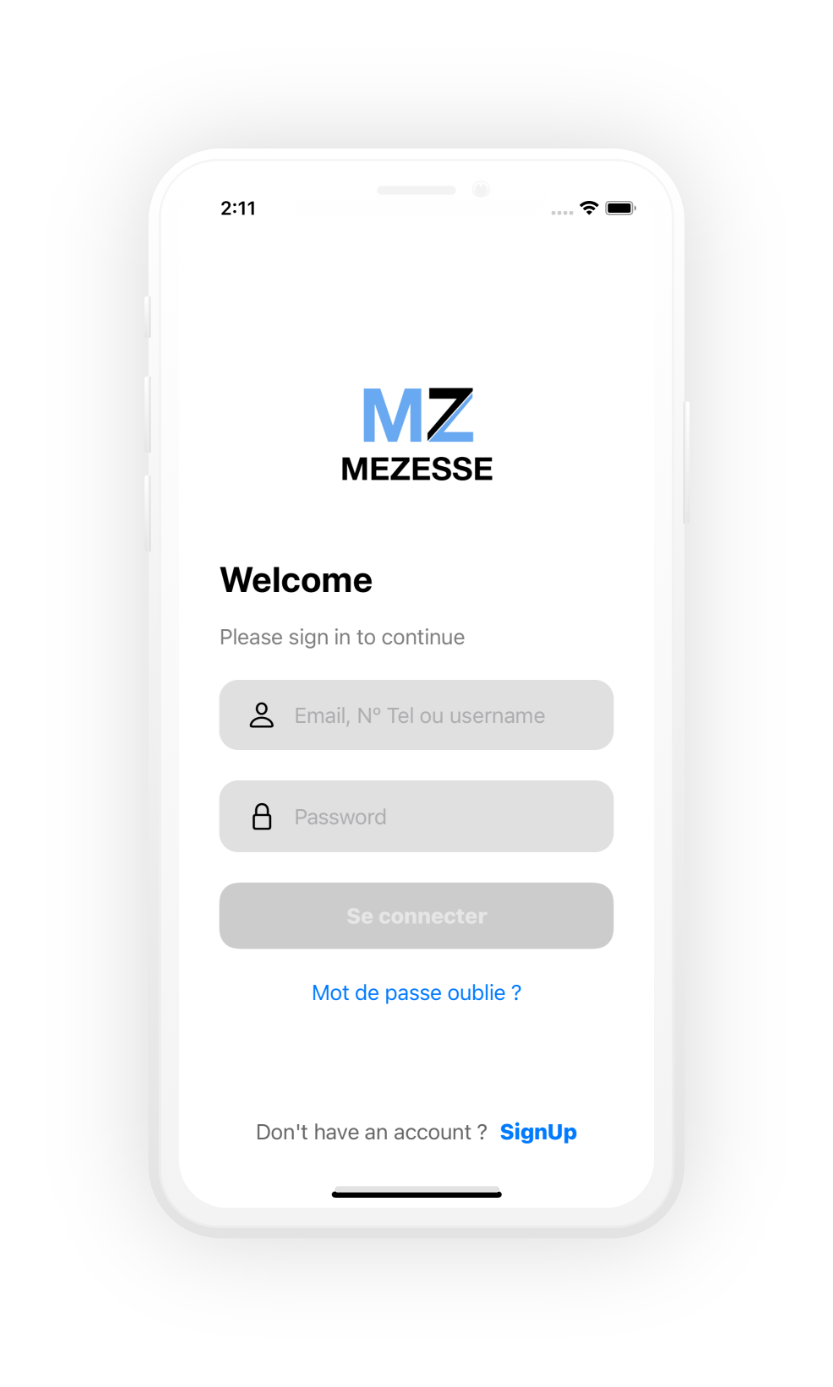 2:11
MZ
MEZESSE
Welcome
Please sign in to continue
Email, N° Tel ou username
Password
Se connecter
Mot de passe oublie ?
Don't have an account ? SignUp